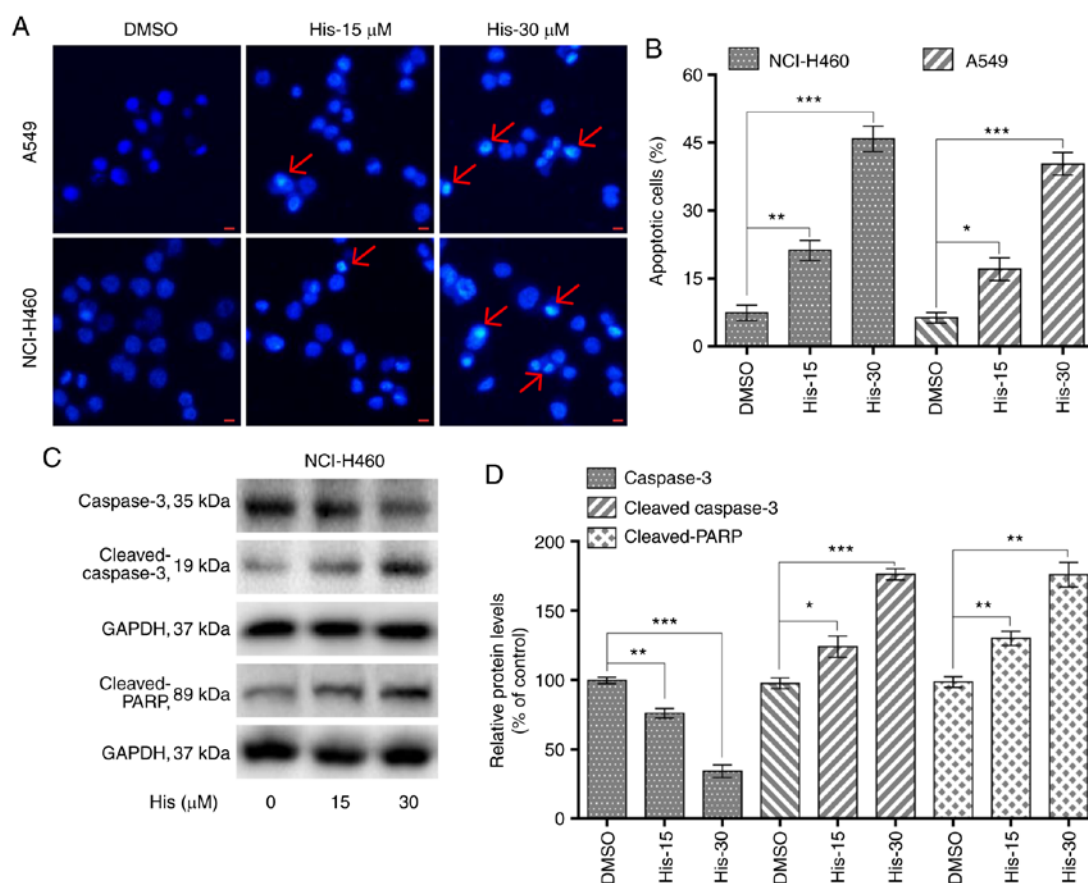 A
DMSO
His-15 μM
His-30 μM
A549
NCI-H460
B
NCI-H460
A549
Apoptotic cells (%)
60
45
30
15
0
***
**
***
*
DMSO
His-15
His-30
DMSO
His-15
His-30
C
NCI-H460
Caspase-3, 35 kDa
Cleaved-
caspase-3, 19 kDa
GAPDH, 37 kDa
Cleaved-
PARP, 89 kDa
GAPDH, 37 kDa
His (μM)
0
15
30
D
Caspase-3
Cleaved caspase-3
Cleaved-PARP
Relative protein levels
(% of control)
200
150
100
50
0
***
**
***
*
**
**
DMSO
His-15
His-30
DMSO
His-15
His-30
DMSO
His-15
His-30